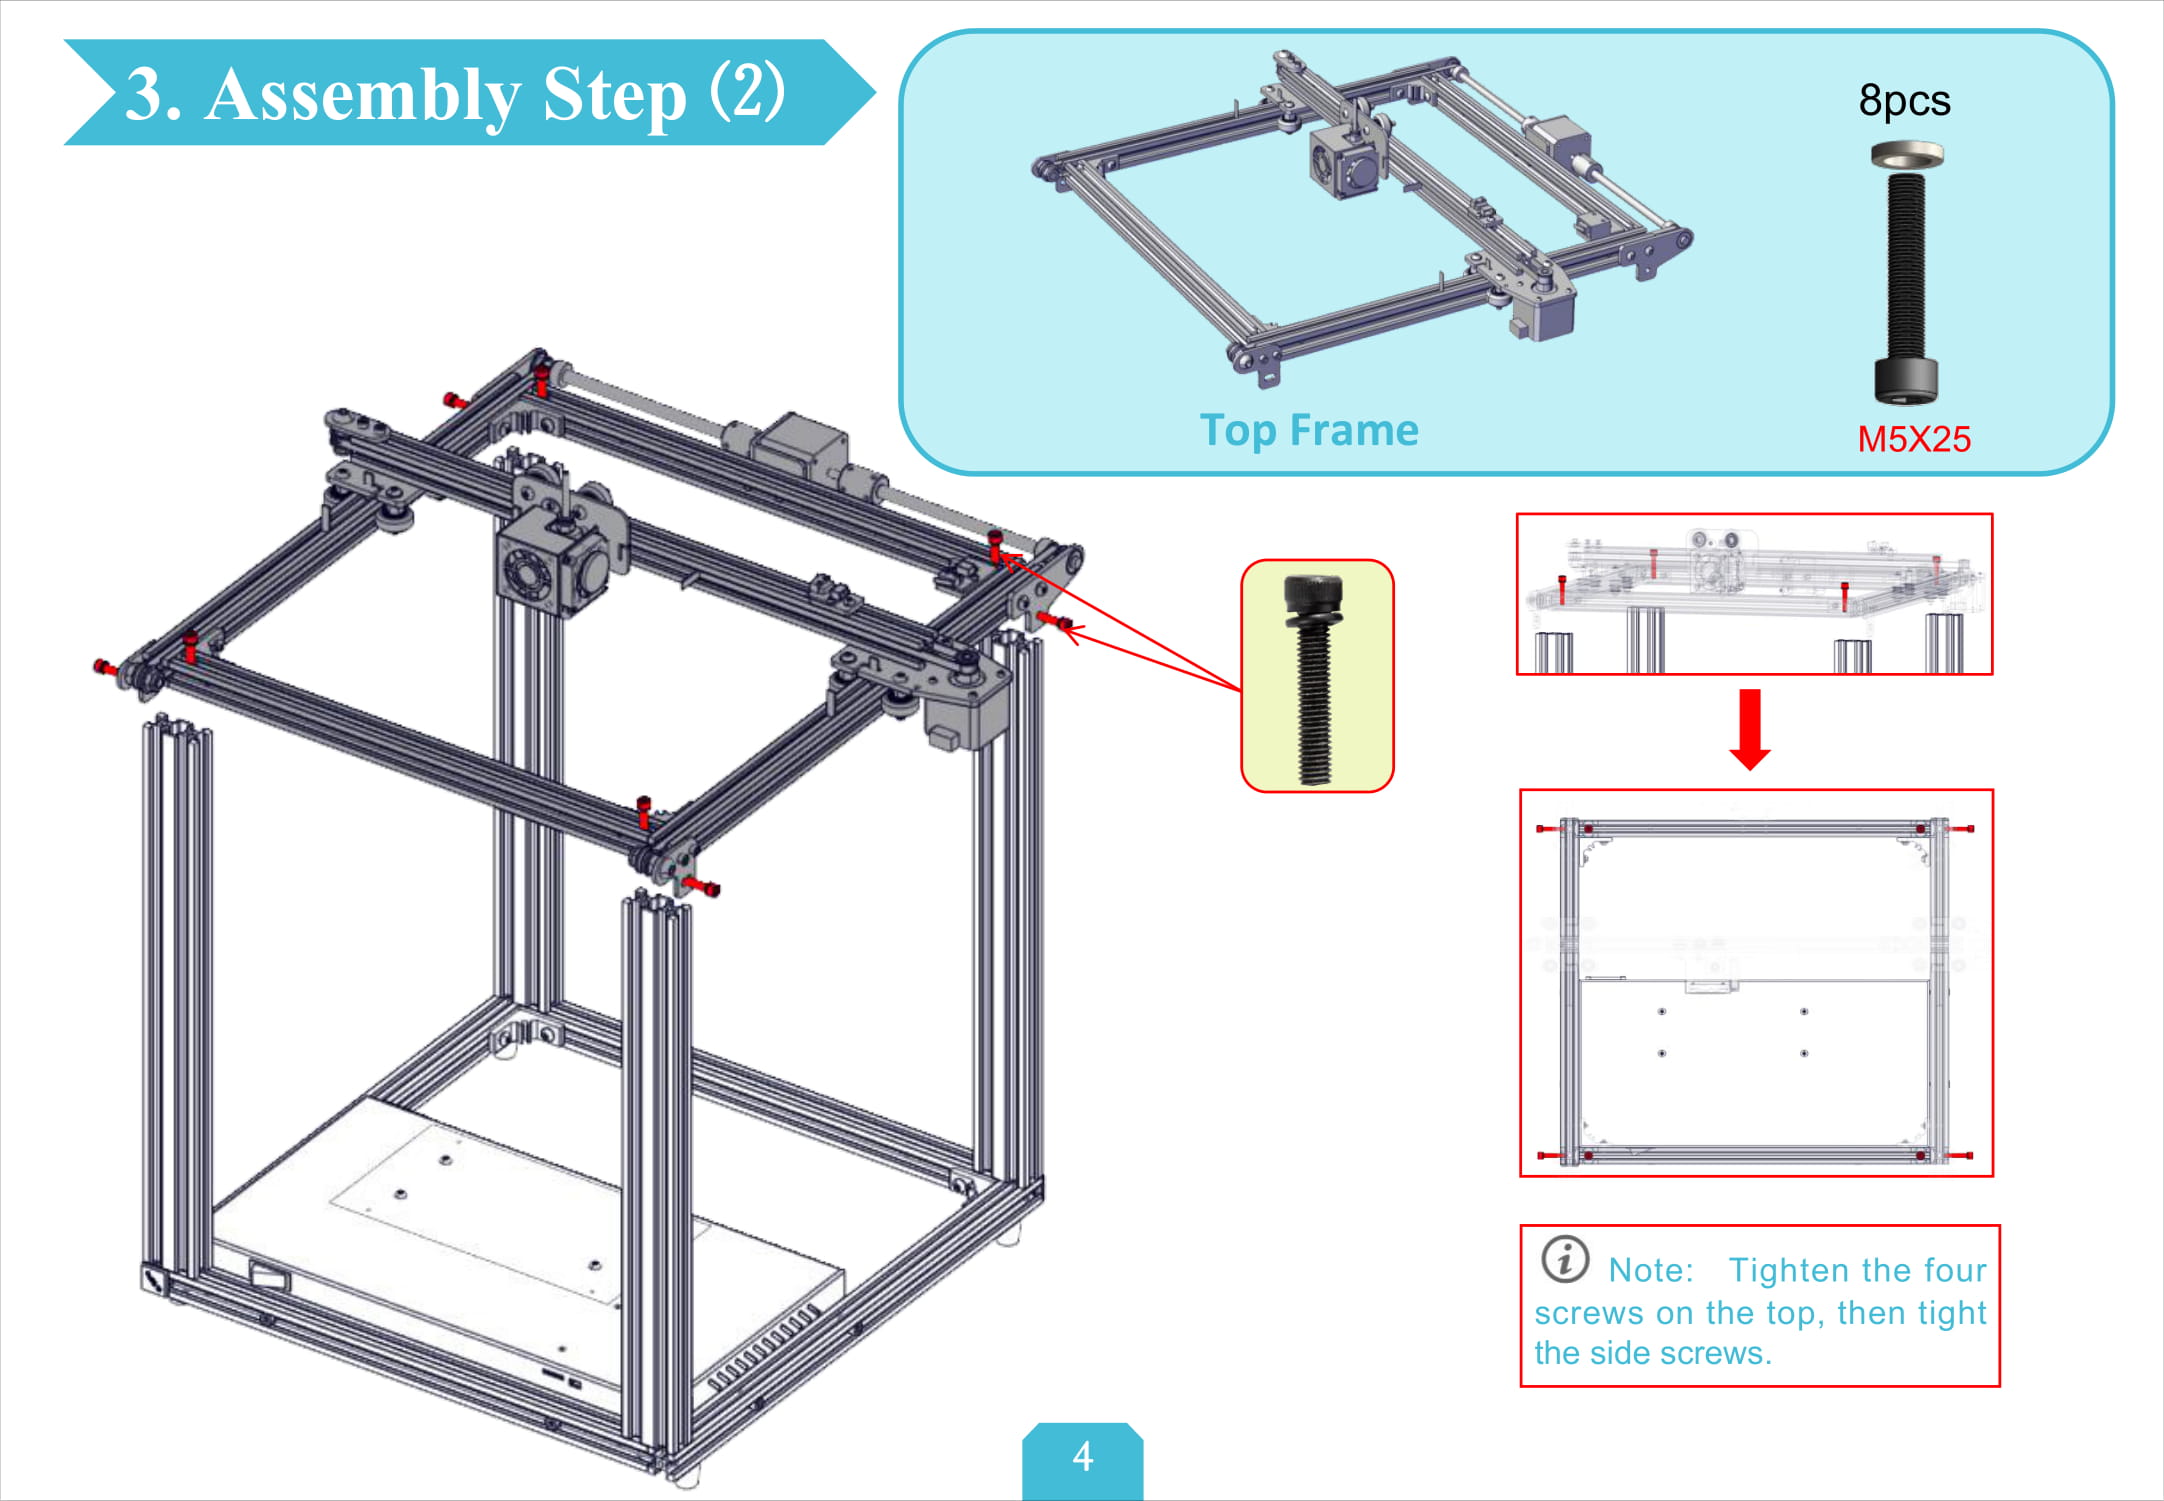 3. Assembly Step (2)
8pcs
Top Frame
M5X25
Note: Tighten the four
screws on the top, then tight
the side screws.
4